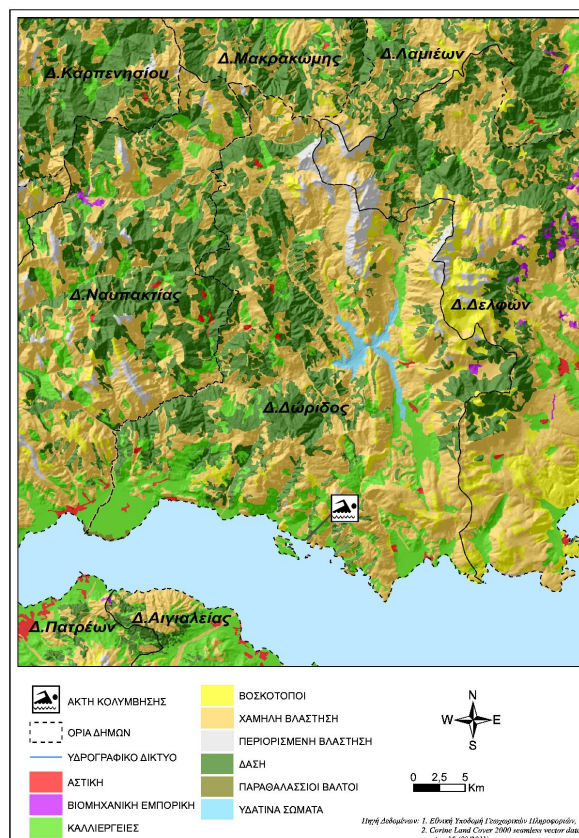 Δ.Καρπενησίου
Δ.Μακρακώμης
Δ.Λαμιέων
Δ.Ναυπακτίας
Δ.Δελφών
Δ.Δωρίδος
Δ.Πατρέων
Δ.Αιγιαλείας
ΑΚΤΗ ΚΟΛΥΜΒΗΣΗΣ
ΟΡΙΑ ΔΗΜΩΝ
ΥΔΡΟΓΡΑΦΙΚΟ ΔΙΚΤΥΟ
ΑΣΤΙΚΗ
ΒΙΟΜΗΧΑΝΙΚΗ ΕΜΠΟΡΙΚΗ
ΚΑΛΛΙΕΡΓΕΙΕΣ
ΒΟΣΚΟΤΟΠΟΙ
ΧΑΜΗΛΗ ΒΛΑΣΤΗΣΗ
ΠΕΡΙΟΡΙΣΜΕΝΗ ΒΛΑΣΤΗΣΗ
ΔΑΣΗ
ΠΑΡΑΘΑΛΑΣΣΙΟΙ ΒΑΛΤΟΙ
ΥΔΑΤΙΝΑ ΣΩΜΑΤΑ
N
W E
S
0 2,5 5
Km
Πηγή Δεδομένων: 1. Εθνική Υποδομή Γεωχωρικών Πληροφοριών,
2. Corine Land Cover 2000 seamless vector data